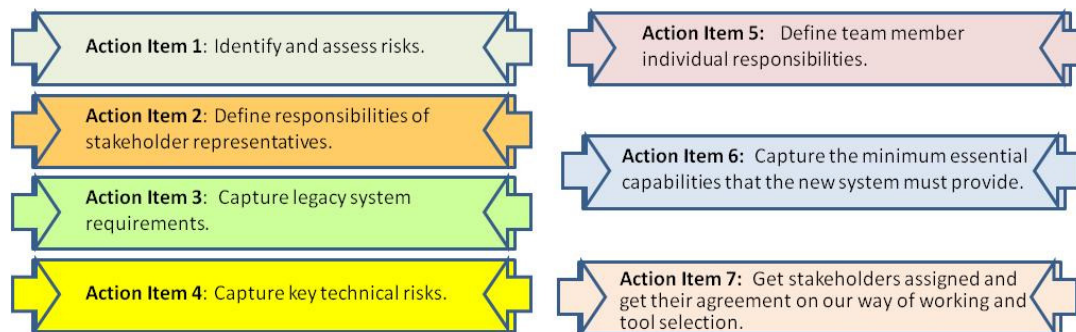 Action Item 1: Identify and assess risks.
Action Item 2: Define responsibilities of
stakeholder representatives.
Action Item 3: Capture legacy system
requirements.
Action Item 4: Capture key technical risks.
Action Item 5: Define team member
individual responsibilities.
Action Item 6: Capture the minimum essential
capabilities that the new system must provide.
Action Item 7: Get stakeholders assigned and
get their agreement on our way of working and
tool selection.